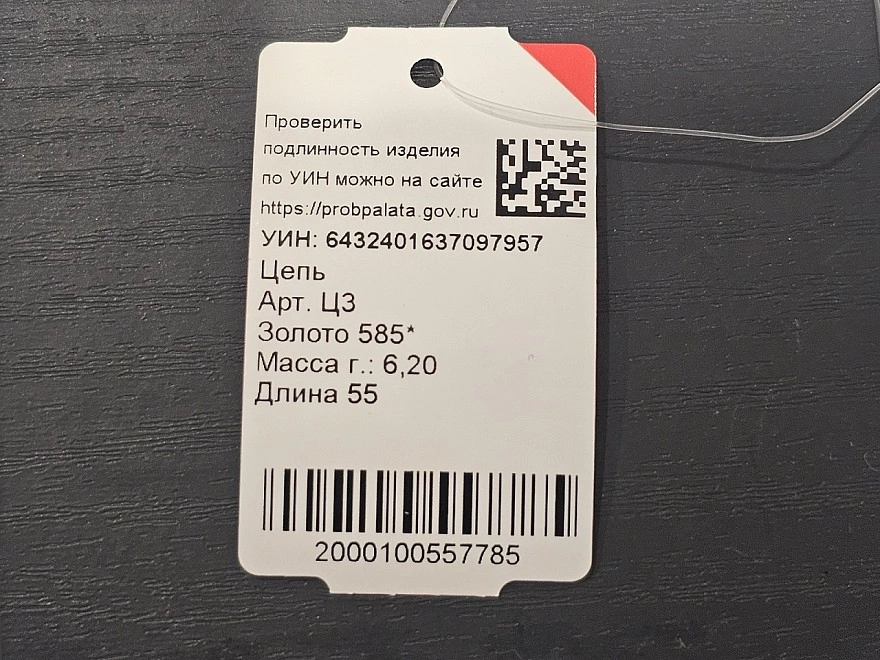 Проверить
подлинность изделия
по УИН можно на сайте
https://probpalata.gov.ru
УИН: 6432401637097957
Цепь
Арт. ЦЗ
Золото 585*
Масса г.: 6,20
Длина 55
2000100557785